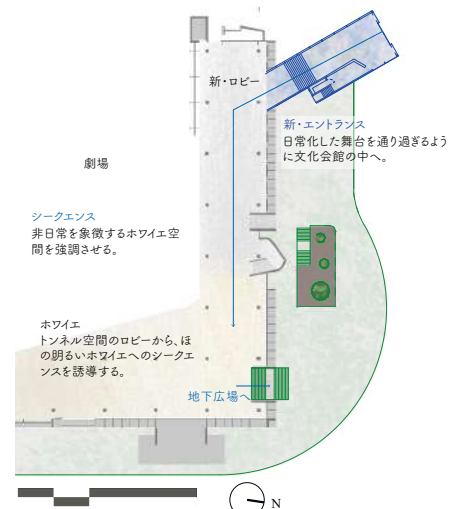 新・ロビー
新・エントランス
日常化した舞台を通り過ぎるよう
に文化会館の中へ。
劇場
シークエンス
非日常を象徴するホワイエ空
間を強調させる。
ホワイエ
トンネル空間のロビーから、ほ
の明るいホワイエへのシークエ
ンスを誘導する。
地下広場へ
N